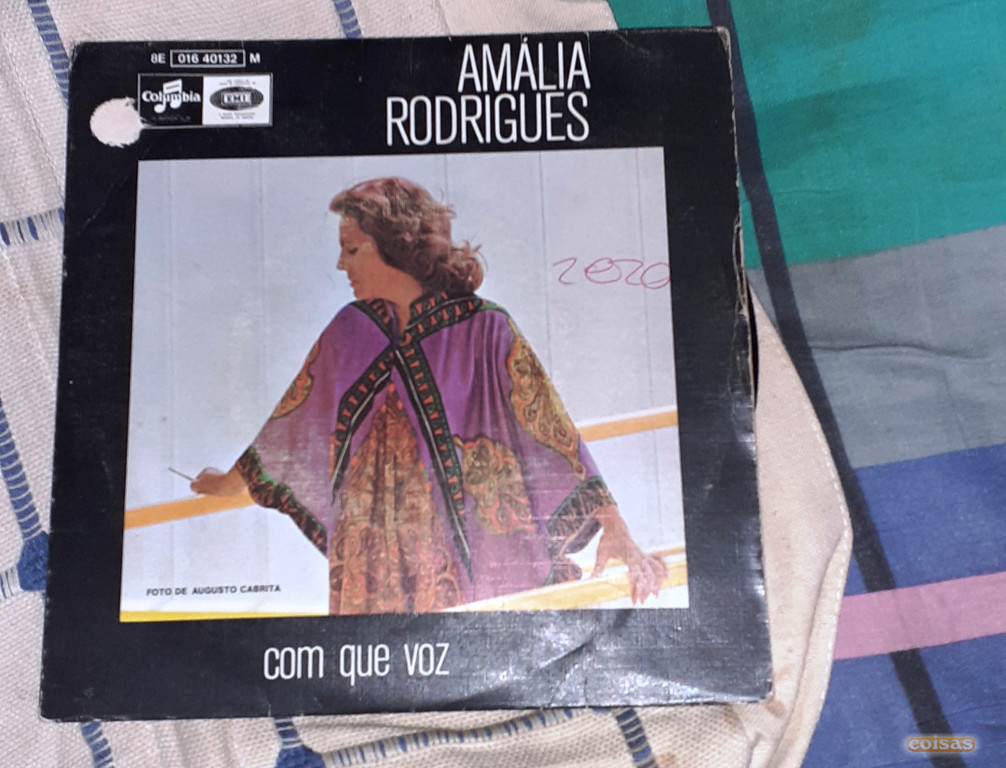 8E 016 40132 M
Columbia
EMI
AMÁLIA
RODRIGUES
2020
FOTO DE AUGUSTO CABRITA
com que voz
coisas